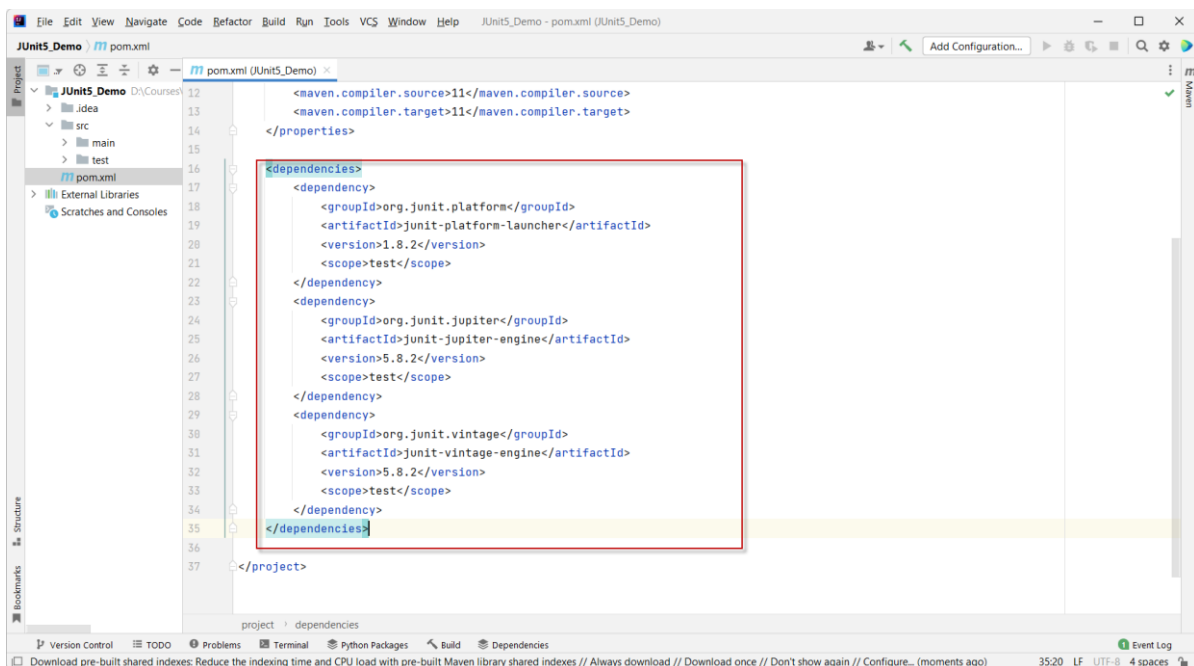 File Edit View Navigate Code Refactor Build Run Tools VCS Window Help JUnit5_Demo - pom.xml (JUnit5_Demo)
JUnit5_Demo pom.xml Add Configuration...
Project
pom.xml (JUnit5_Demo)
Maven
JUnit5_Demo D:\Courses\
.idea
src
main
test
pom.xml
External Libraries
Scratches and Consoles
12 <maven.compiler.source>11</maven.compiler.source>
13 <maven.compiler.target>11</maven.compiler.target>
14 </properties>
15
16 <dependencies>
17 <dependency>
18 <groupId>org.junit.platform</groupId>
19 <artifactId>junit-platform-launcher</artifactId>
20 <version>1.8.2</version>
21 <scope>test</scope>
22 </dependency>
23 <dependency>
24 <groupId>org.junit.jupiter</groupId>
25 <artifactId>junit-jupiter-engine</artifactId>
26 <version>5.8.2</version>
27 <scope>test</scope>
28 </dependency>
29 <dependency>
30 <groupId>org.junit.vintage</groupId>
31 <artifactId>junit-vintage-engine</artifactId>
32 <version>5.8.2</version>
33 <scope>test</scope>
34 </dependency>
35 </dependencies>
36
37 </project>
Structure
Bookmarks
project dependencies
Version Control TODO Problems Terminal Python Packages Build Dependencies 1 Event Log
Download pre-built shared indexes: Reduce the indexing time and CPU load with pre-built Maven library shared indexes // Always download // Download once // Don't show again // Configure... (moments ago) 35:20 LF UTF-8 4 spaces